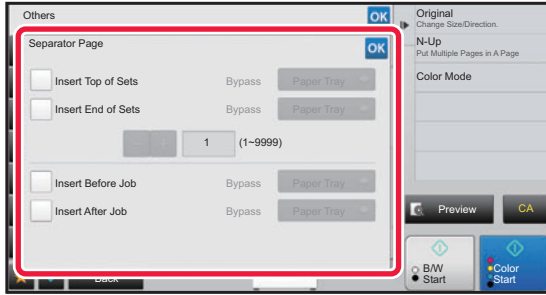 Others
OK
Separator Page
OK
Insert Top of Sets
Bypass
Paper Tray
Insert End of Sets
Bypass
Paper Tray
1
(1~9999)
Insert Before Job
Bypass
Paper Tray
Insert After Job
Bypass
Paper Tray
Back
Original
Change Size/Direction.
N-Up
Put Multiple Pages in A Page
Color Mode
Preview
CA
B/W
Start
Color
Start